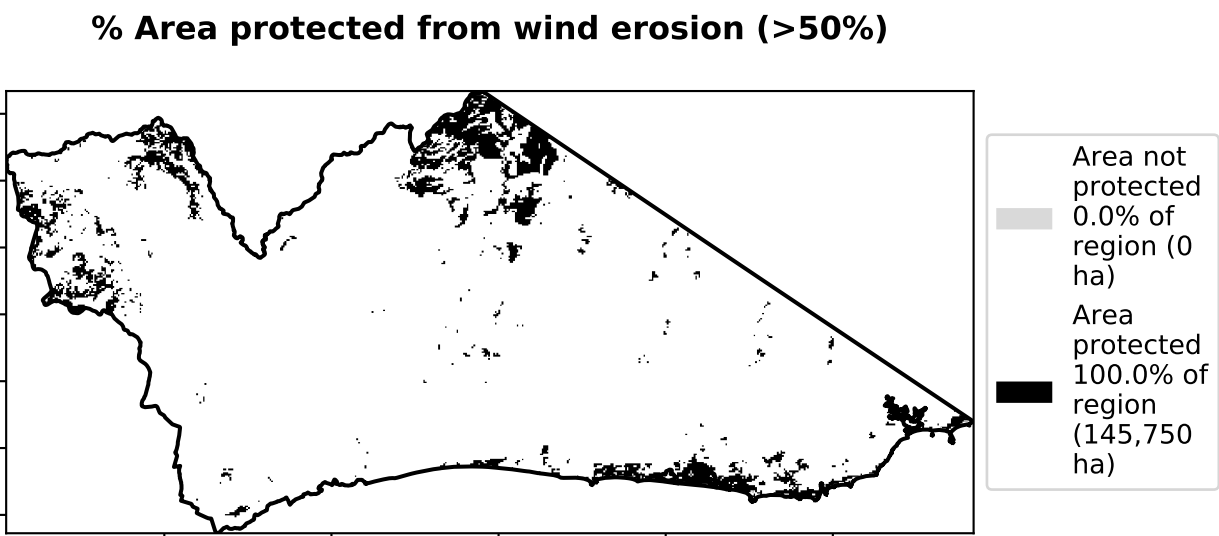 % Area protected from wind erosion (>50%)
Area not
protected
0.0% of
region (0
ha)
Area
protected
100.0% of
region
(145,750
ha)